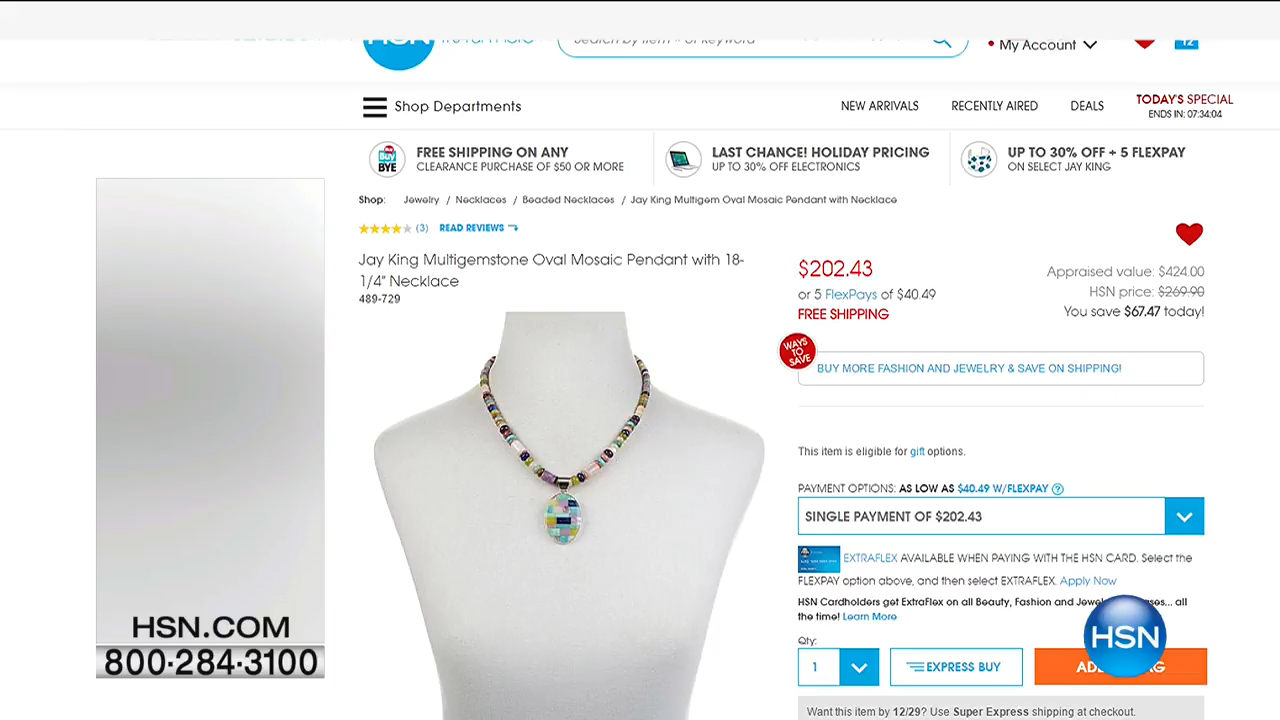 My Account
12
Shop Departments
NEW ARRIVALS
RECENTLY AIRED
DEALS
TODAY'S SPECIAL
ENDS IN: 07:34:04
BUY
BYE
FREE SHIPPING ON ANY
CLEARANCE PURCHASE OF $50 OR MORE
LAST CHANCE! HOLIDAY PRICING
UP TO 30% OFF ELECTRONICS
UP TO 30% OFF + 5 FLEXPAY
ON SELECT JAY KING
Shop: Jewelry / Necklaces / Beaded Necklaces / Jay King Multigem Oval Mosaic Pendant with Necklace
(3) READ REVIEWS
Jay King Multigemstone Oval Mosaic Pendant with 18-
1/4" Necklace
489-729
$202.43
or 5 FlexPays of $40.49
FREE SHIPPING
Appraised value: $424.00
HSN price: $269.90
You save $67.47 today!
WAYS
TO
SAVE
BUY MORE FASHION AND JEWELRY & SAVE ON SHIPPING!
This item is eligible for gift options.
PAYMENT OPTIONS: AS LOW AS $40.49 W/FLEXPAY ?
SINGLE PAYMENT OF $202.43
EXTRAFLEX AVAILABLE WHEN PAYING WITH THE HSN CARD. Select the
FLEXPAY option above, and then select EXTRAFLEX. Apply Now
HSN Cardholders get ExtraFlex on all Beauty, Fashion and all
the time! Learn More
Qty:
1
EXPRESS BUY
HSN
Want this item by 12/29? Use Super Express shipping at checkout.
HSN.COM
800-284-3100